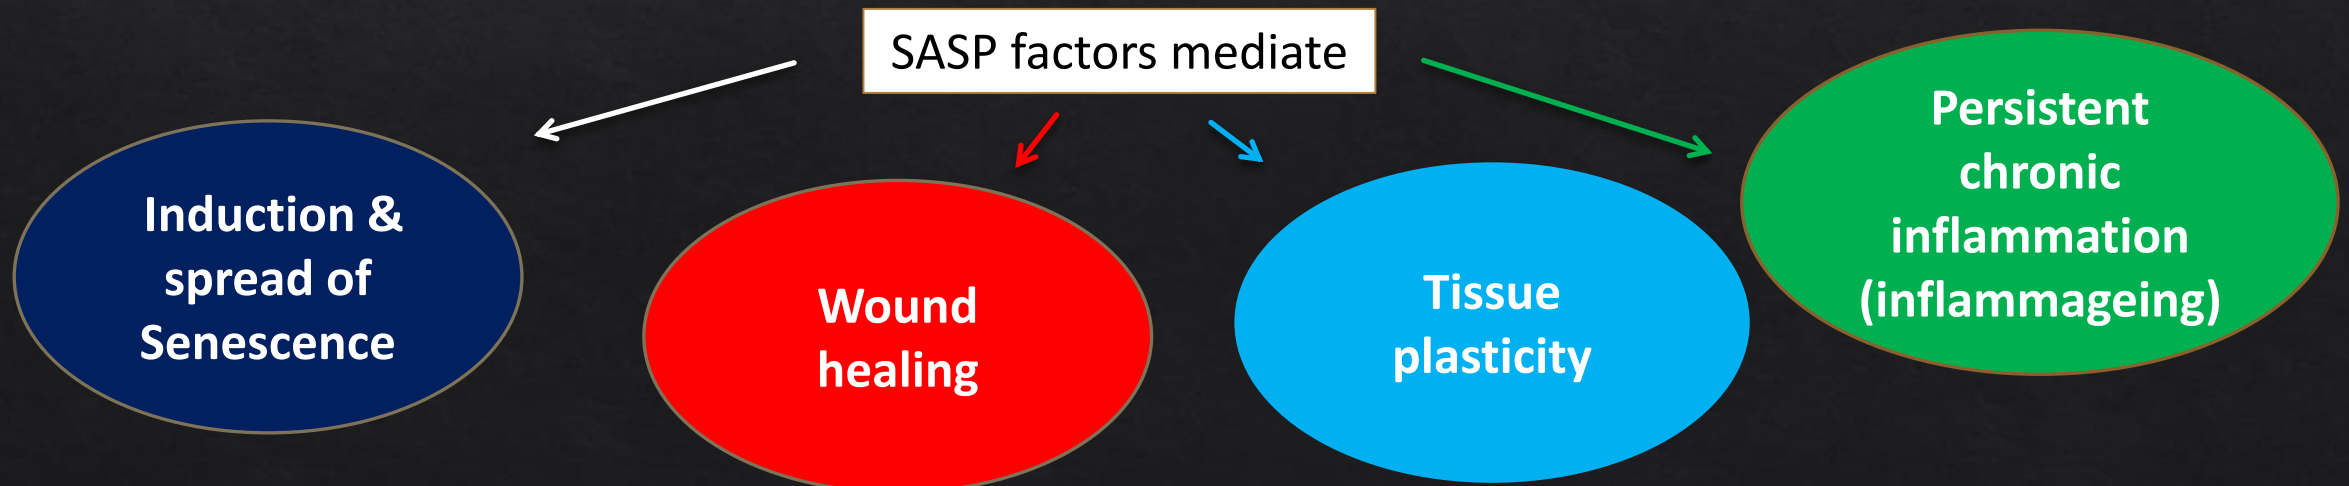 SASP factors mediate
Induction &
spread of
Senescence
Wound
healing
Tissue
plasticity
Persistent
chronic
inflammation
(inflammageing)